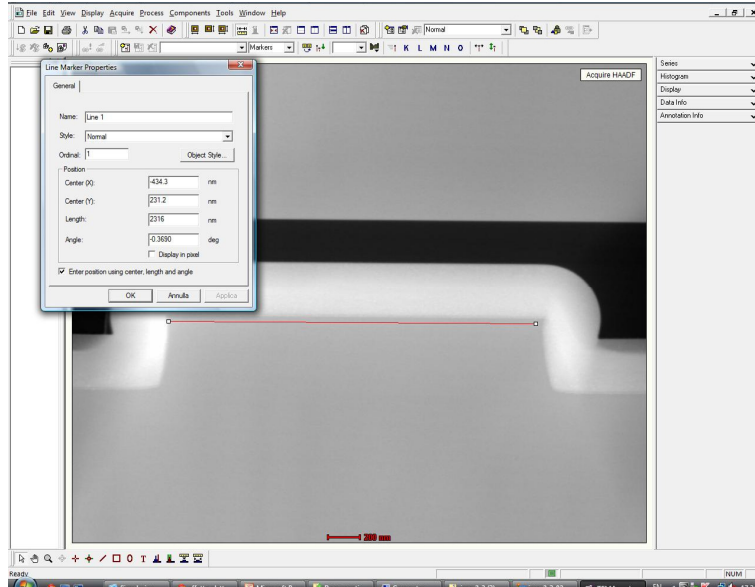 File Edit View Display Acquire Process Components Tools Window Help
Normal
Markers K L M N O
Line Marker Properties
General
Name: Line 1
Style: Normal
Ordinal: 1 Object Style...
Position
Center (X): -434.3 nm
Center (Y): 231.2 nm
Length: 2316 nm
Angle: -0.3690 deg
Display in pixel
Enter position using center, length and angle
OK Annulla Applica
Acquire HAADF
Series
Histogram
Display
Data Info
Annotation Info
200 nm
T
Ready
NUM
EN